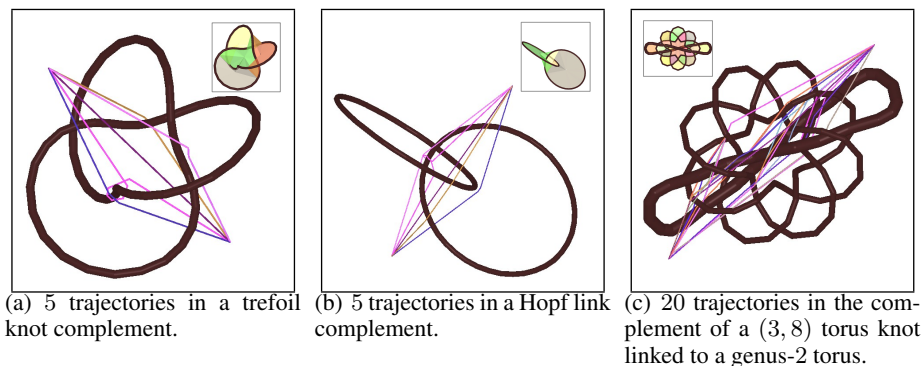 (a) 5 trajectories in a trefoil
knot complement.
(b) 5 trajectories in a Hopf link
complement.
(c) 20 trajectories in the com-
plement of a (3, 8) torus knot
linked to a genus-2 torus.